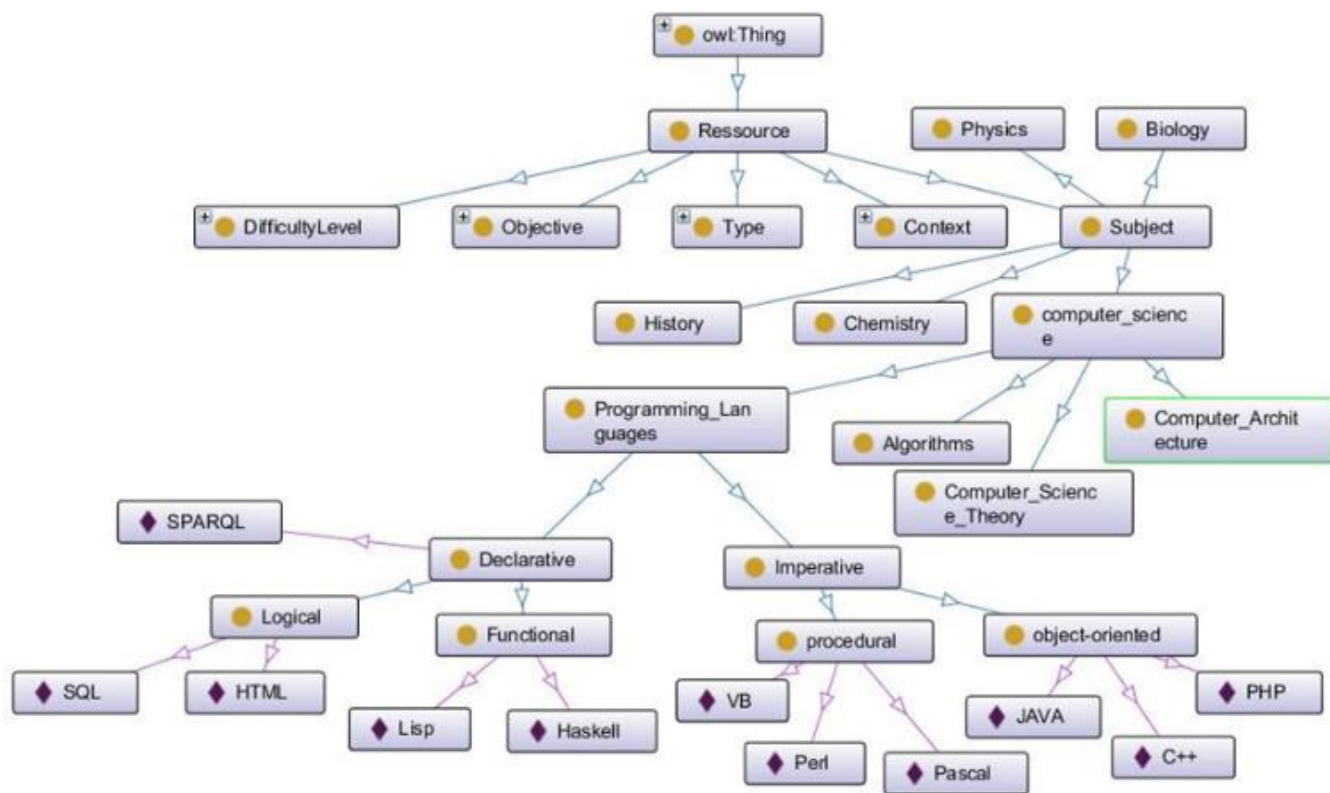 owl:Thing
Ressource
Physics
Biology
DifficultyLevel
Objective
Type
Context
Subject
History
Chemistry
computer_scienc
e
Programming_Lan
guages
Algorithms
Computer_Archit
ecture
Computer_Scienc
e_Theory
SPARQL
Declarative
Imperative
Logical
Functional
procedural
object-oriented
SQL
HTML
Lisp
Haskell
VB
Perl
Pascal
JAVA
C++
PHP